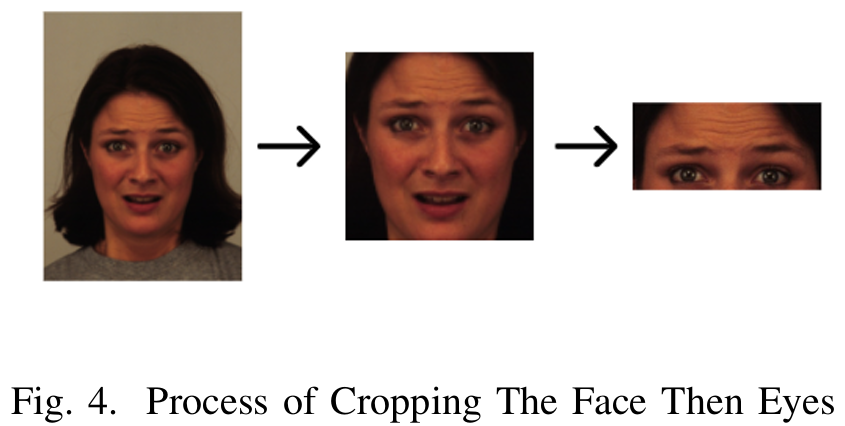 Fig. 4. Process of Cropping The Face Then Eyes